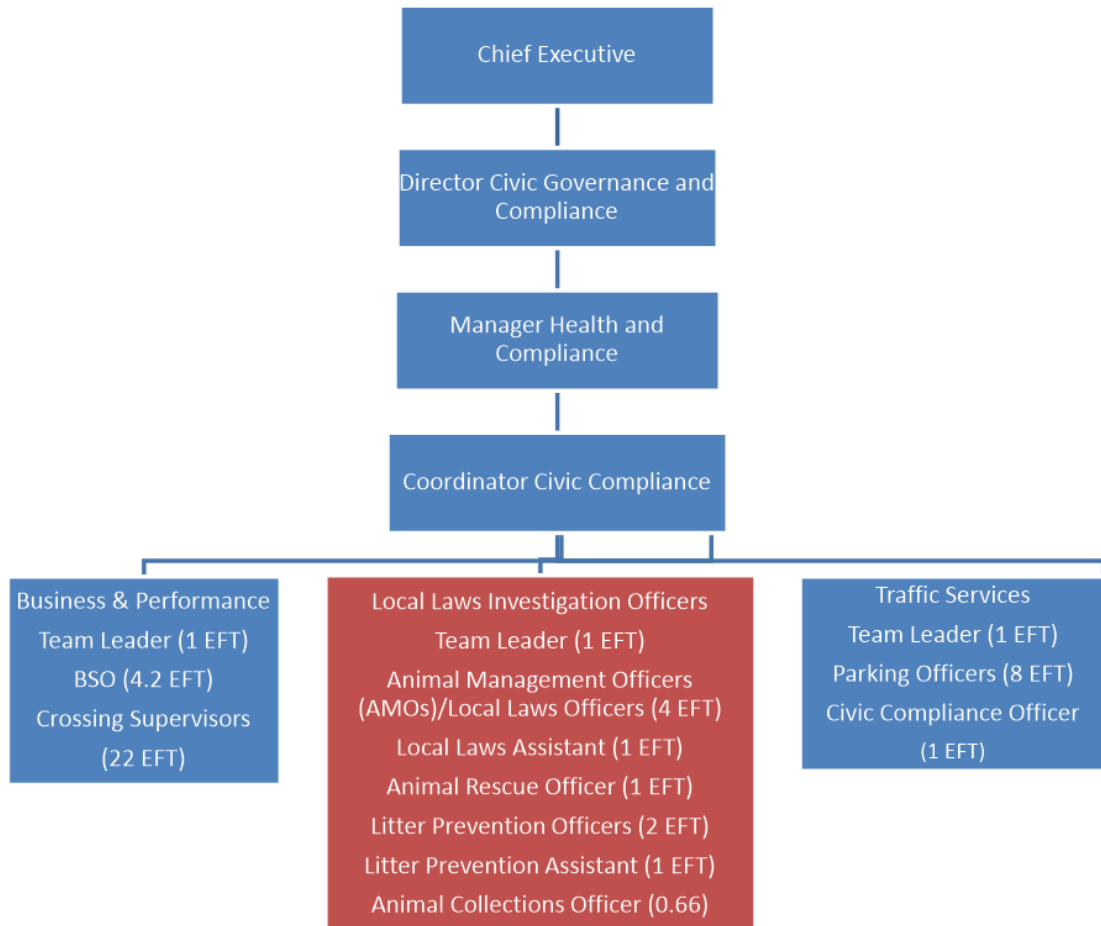 Chief Executive
Director Civic Governance and
Compliance
Manager Health and
Compliance
Coordinator Civic Compliance
Business & Performance
Team Leader (1 EFT)
BSO (4.2 EFT)
Crossing Supervisors
(22 EFT)
Local Laws Investigation Officers
Team Leader (1 EFT)
Animal Management Officers
(AMOs)/Local Laws Officers (4 EFT)
Local Laws Assistant (1 EFT)
Animal Rescue Officer (1 EFT)
Litter Prevention Officers (2 EFT)
Litter Prevention Assistant (1 EFT)
Animal Collections Officer (0.66)
Traffic Services
Team Leader (1 EFT)
Parking Officers (8 EFT)
Civic Compliance Officer
(1 EFT)